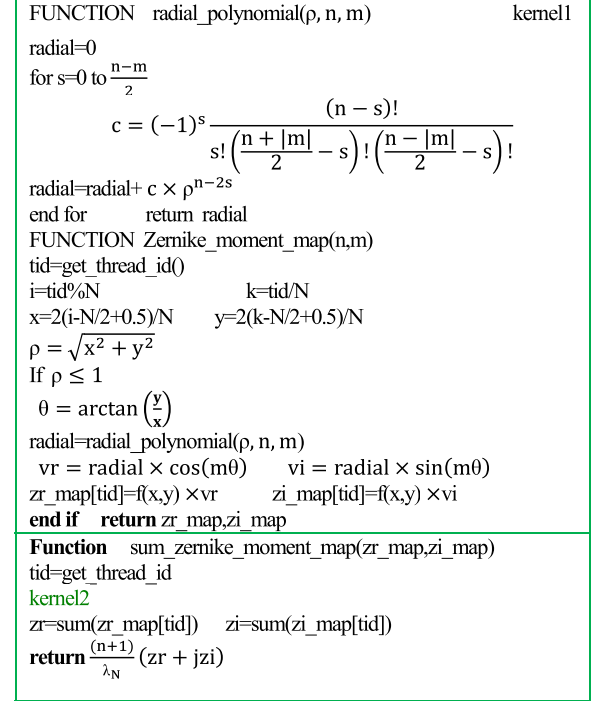 FUNCTION radial_polynomial(ρ, n, m) kernel1
radial=0
for s=0 to (n−m)/2
c = (−1)^s (n − s)! / (s! ((n + |m|)/2 − s)! ((n − |m|)/2 − s)!)
radial=radial+ c × ρ^(n−2s)
end for return radial
FUNCTION Zernike_moment_map(n,m)
tid=get_thread_id()
i=tid%N k=tid/N
x=2(i-N/2+0.5)/N y=2(k-N/2+0.5)/N
ρ = √(x² + y²)
If ρ ≤ 1
θ = arctan (y/x)
radial=radial_polynomial(ρ, n, m)
vr = radial × cos(mθ) vi = radial × sin(mθ)
zr_map[tid]=f(x,y) ×vr zi_map[tid]=f(x,y) ×vi
end if return zr_map,zi_map
Function sum_zernike_moment_map(zr_map,zi_map)
tid=get_thread_id
kernel2
zr=sum(zr_map[tid]) zi=sum(zi_map[tid])
return (n+1)/λ_N (zr + jzi)